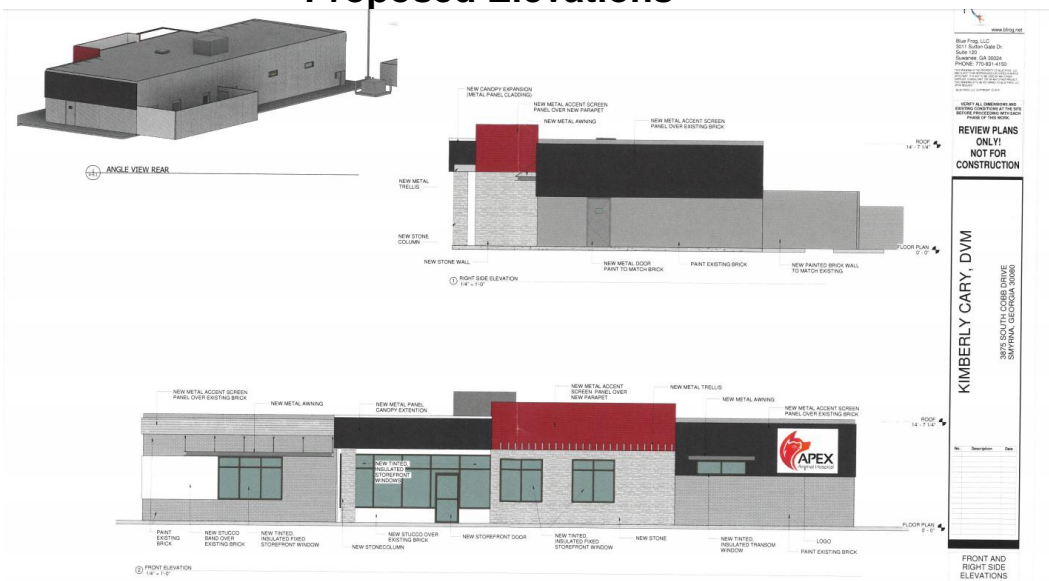 Proposed Elevations
ANGLE VIEW REAR
NEW CANOPY EXPANSION
(METAL PANEL CLADDING)
NEW METAL ACCENT SCREEN
PANEL OVER NEW PARAPET
NEW METAL AWNING
NEW METAL ACCENT SCREEN
PANEL OVER EXISTING BRICK
ROOF
14' - 7 1/4"
NEW METAL
TRELLIS
NEW STONE
COLUMN
FLOOR PLAN
0' - 0"
NEW STONE WALL
NEW METAL DOOR
PAINT TO MATCH BRICK
PAINT EXISTING BRICK
NEW PAINTED BRICK WALL
TO MATCH EXISTING
1 RIGHT SIDE ELEVATION
1/4" = 1'-0"
NEW METAL ACCENT SCREEN
PANEL OVER EXISTING BRICK
NEW METAL AWNING
NEW METAL PANEL
CANOPY EXTENTION
NEW METAL ACCENT
SCREEN PANEL OVER
NEW PARAPET
NEW METAL TRELLIS
NEW METAL AWNING
NEW METAL ACCENT SCREEN
PANEL OVER EXISTING BRICK
ROOF
14' - 7 1/4"
NEW TINTED,
INSULATED
STOREFRONT
WINDOWS
APEX
Animal Hospital
FLOOR PLAN
0' - 0"
PAINT
EXISTING
BRICK
NEW STUCCO
BAND OVER
EXISTING BRICK
NEW TINTED,
INSULATED FIXED
STOREFRONT WINDOW
NEW STONECOLUMN
NEW STUCCO OVER
EXISTING BRICK
NEW STOREFRONT DOOR
NEW TINTED,
INSULATED FIXED
STOREFRONT WINDOW
NEW STONE
NEW TINTED,
INSULATED TRANSOM
WINDOW
LOGO
PAINT EXISTING BRICK
2 FRONT ELEVATION
1/4" = 1'-0"
www.bfrog.net
Blue Frog, LLC
3011 Sutton Gate Dr.
Suite 120
Suwanee, GA 30024
PHONE: 770-831-4150
VERIFY ALL DIMENSIONS AND
EXISTING CONDITIONS AT THE SITE
BEFORE PROCEEDING WITH EACH
PHASE OF THIS WORK.
REVIEW PLANS
ONLY!
NOT FOR
CONSTRUCTION
KIMBERLY CARY, DVM
3875 SOUTH COBB DRIVE
SMYRNA, GEORGIA 30080
No. Description Date
FRONT AND
RIGHT SIDE
ELEVATIONS